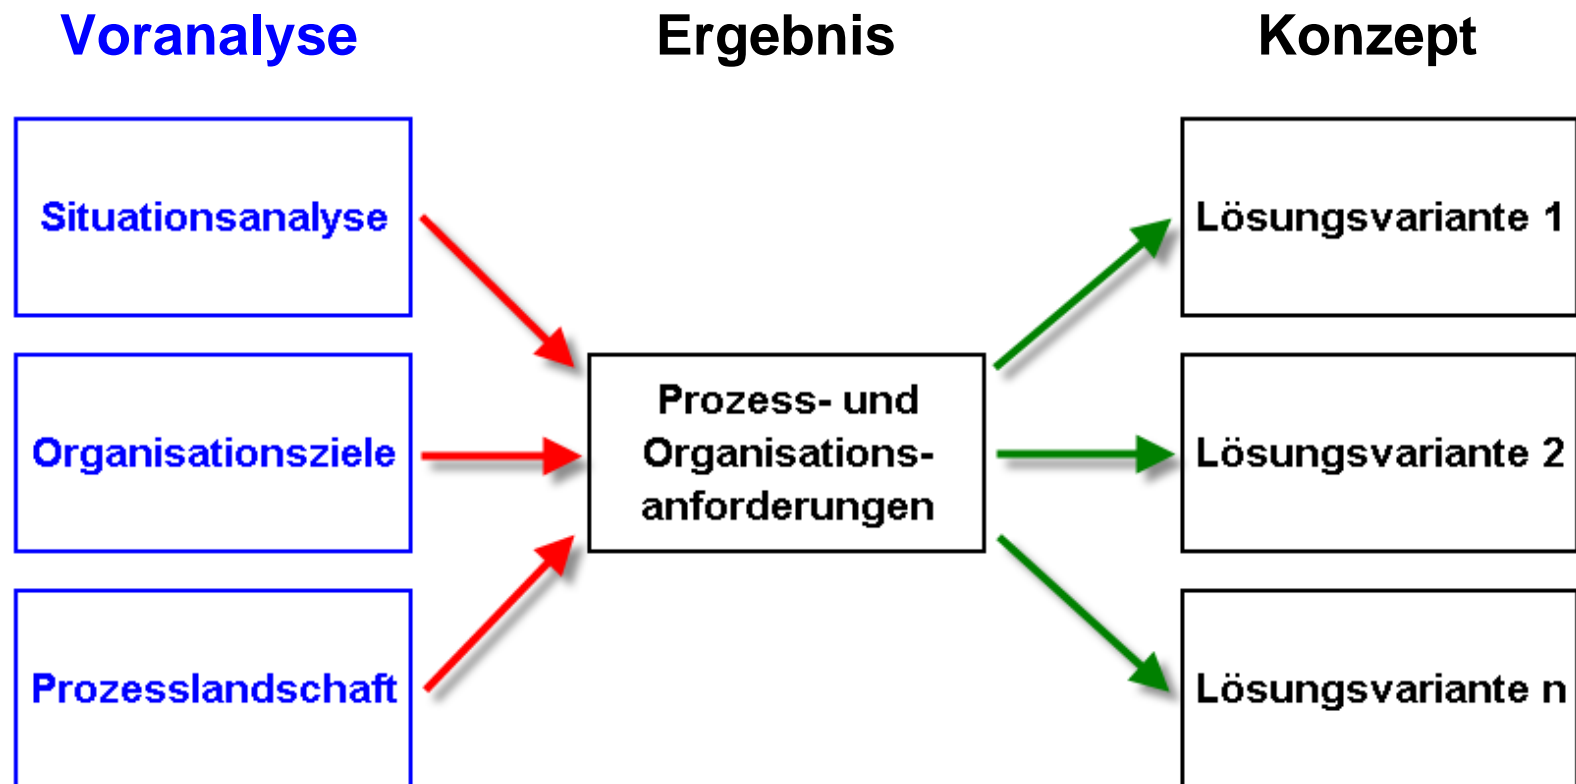 Voranalyse
Ergebnis
Konzept
Situationsanalyse
Organisationsziele
Prozesslandschaft
Prozess- und
Organisations-
anforderungen
Lösungsvariante 1
Lösungsvariante 2
Lösungsvariante n